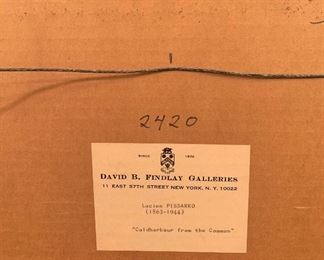 2420
SINCE 1870
DAVID B. FINDLAY GALLERIES
11 EAST 57TH STREET NEW YORK, N. Y. 10022
Lucien PISSARRO
(1863-1944)
"Coldharbour from the Common"